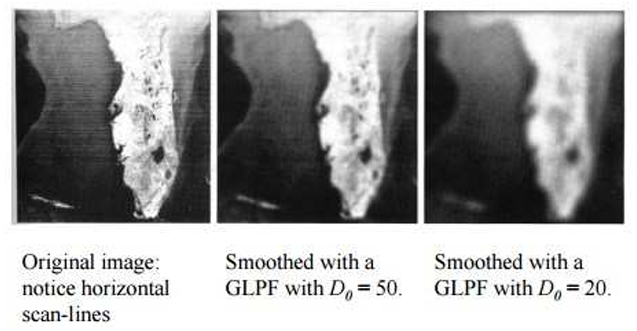 Original image:
notice horizontal
scan-lines
Smoothed with a
GLPF with D₀ = 50.
Smoothed with a
GLPF with D₀ = 20.